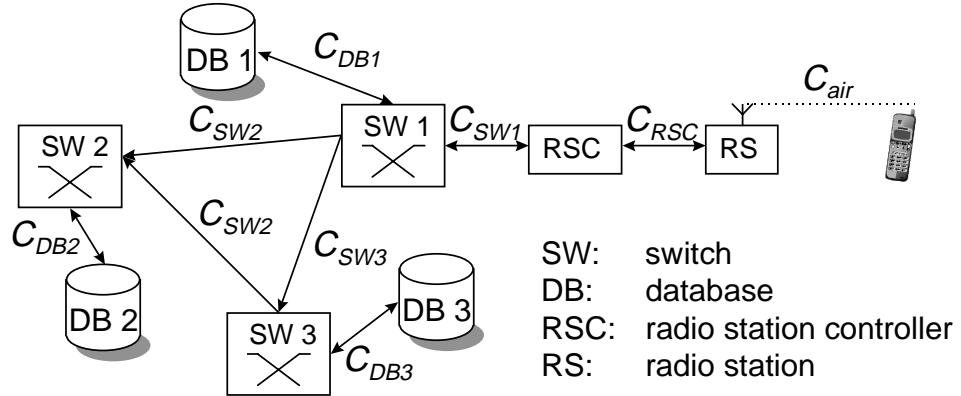 DB 1
C_DB1
C_air
SW 1
C_SW2
C_SW1
C_RSC
SW 2
RSC
RS
C_SW2
C_DB2
C_SW3
DB 2
DB 3
SW 3
C_DB3
SW: switch
DB: database
RSC: radio station controller
RS: radio station